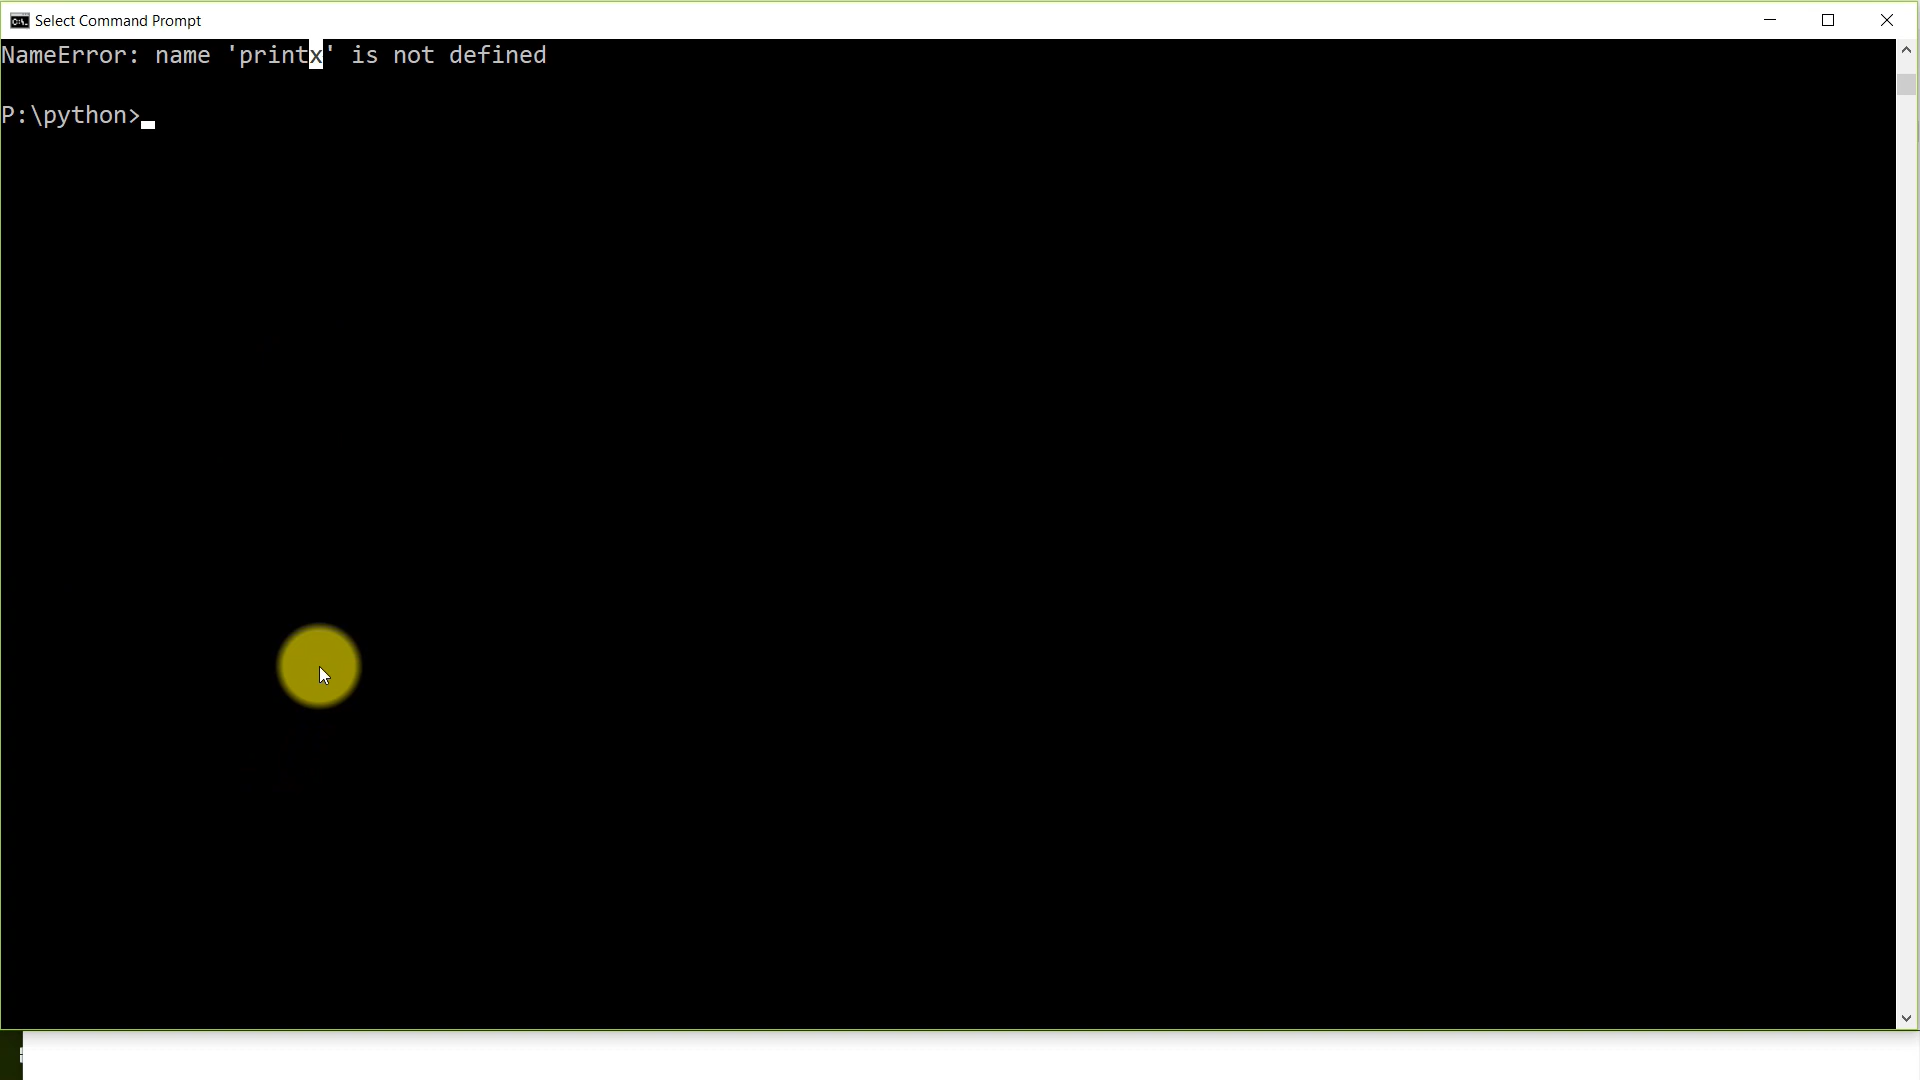 Select Command Prompt
NameError: name 'printx' is not defined
P:\python>